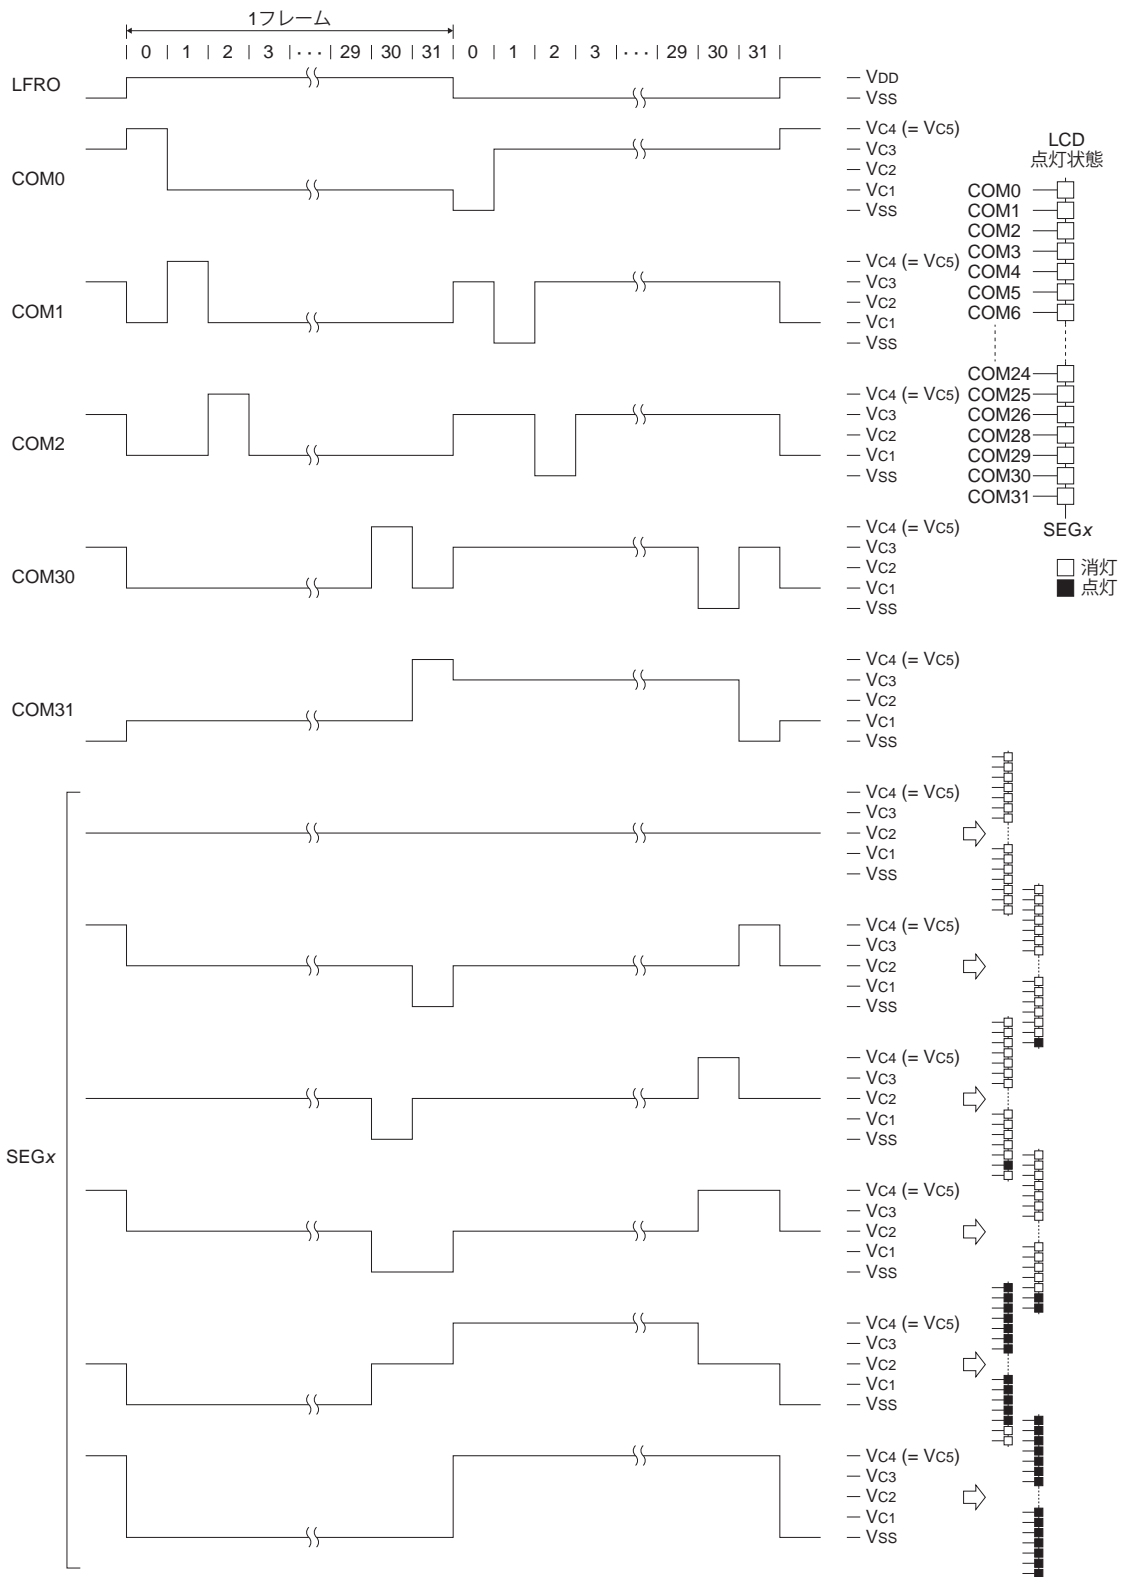 1フレーム
0 1 2 3 ··· 29 30 31 0 1 2 3 ··· 29 30 31
LFRO
VDD
VSS
COM0
VC4 (= VC5)
VC3
VC2
VC1
VSS
COM1
VC4 (= VC5)
VC3
VC2
VC1
VSS
COM2
VC4 (= VC5)
VC3
VC2
VC1
VSS
COM30
VC4 (= VC5)
VC3
VC2
VC1
VSS
COM31
VC4 (= VC5)
VC3
VC2
VC1
VSS
LCD
点灯状態
COM0
COM1
COM2
COM3
COM4
COM5
COM6
COM24
COM25
COM26
COM28
COM29
COM30
COM31
SEGx
消灯
点灯
SEGx
VC4 (= VC5)
VC3
VC2
VC1
VSS
VC4 (= VC5)
VC3
VC2
VC1
VSS
VC4 (= VC5)
VC3
VC2
VC1
VSS
VC4 (= VC5)
VC3
VC2
VC1
VSS
VC4 (= VC5)
VC3
VC2
VC1
VSS
VC4 (= VC5)
VC3
VC2
VC1
VSS